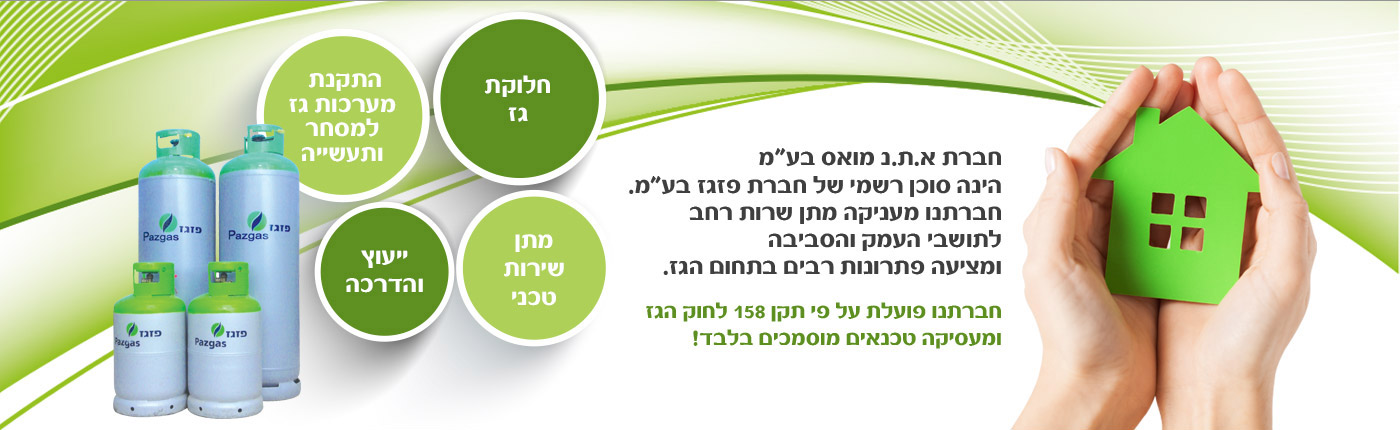 חלוקת
גז
התקנת
מערכות גז
למסחר
ותעשייה
מתן
שירות
טכני
ייעוץ
והדרכה
חברת א.ת.נ מואס בע"מ
הינה סוכן רשמי של חברת פזגז בע"מ.
חברתנו מעניקה מתן שרות רחב
לתושבי העמק והסביבה
ומציעה פתרונות רבים בתחום הגז.
חברתנו פועלת על פי תקן 158 לחוק הגז
ומעסיקה טכנאים מוסמכים בלבד!
פזגז
Pazgas
פזגז
Pazgas
פזגז
Pazgas
פזגז
Pazgas